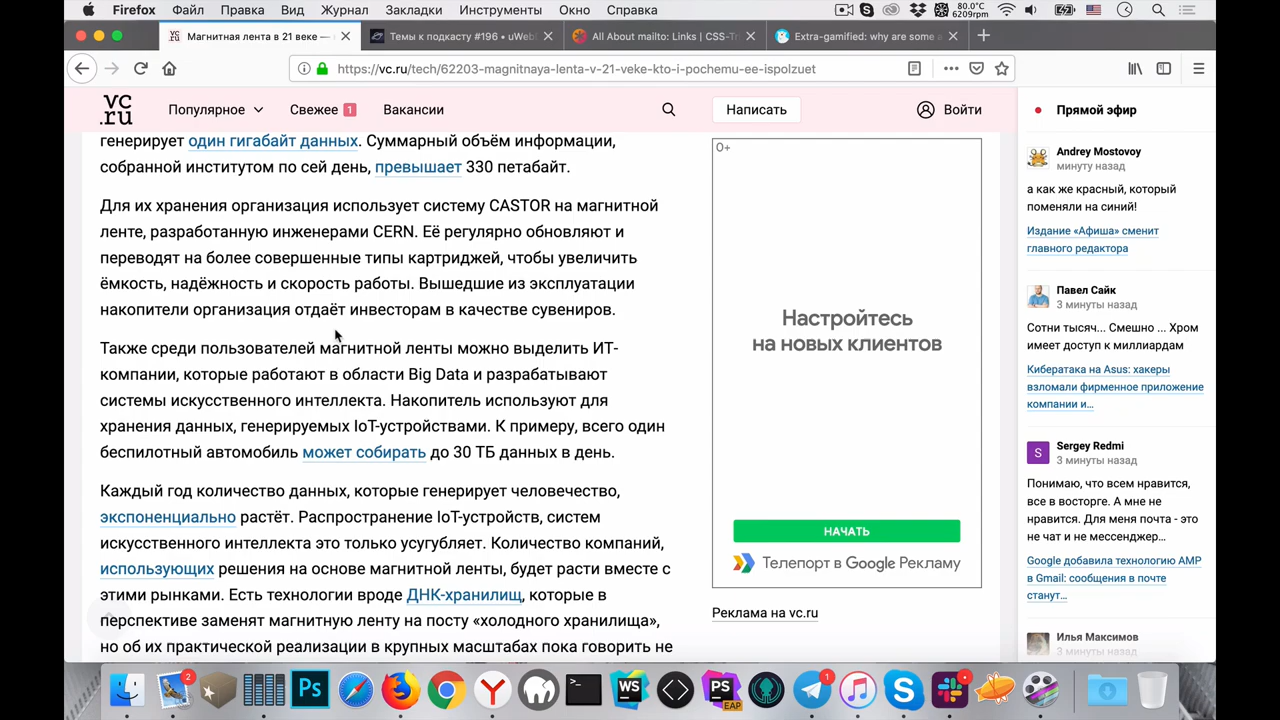 Firefox Файл Правка Вид Журнал Закладки Инструменты Окно Справка 80.0°C 6209rpm
Магнитная лента в 21 веке — Темы к подкасту #196 • uWeb All About mailto: Links | CSS-Tr Extra-gamified: why are some a
https://vc.ru/tech/62203-magnitnaya-lenta-v-21-veke-kto-i-pochemu-ee-ispolzuet
vc.ru Популярное Свежее 1 Вакансии Написать Войти
генерирует один гигабайт данных. Суммарный объём информации,
собранной институтом по сей день, превышает 330 петабайт.
Для их хранения организация использует систему CASTOR на магнитной
ленте, разработанную инженерами CERN. Её регулярно обновляют и
переводят на более совершенные типы картриджей, чтобы увеличить
ёмкость, надёжность и скорость работы. Вышедшие из эксплуатации
накопители организация отдаёт инвесторам в качестве сувениров.
Также среди пользователей магнитной ленты можно выделить ИТ-
компании, которые работают в области Big Data и разрабатывают
системы искусственного интеллекта. Накопитель используют для
хранения данных, генерируемых IoT-устройствами. К примеру, всего один
беспилотный автомобиль может собирать до 30 ТБ данных в день.
Каждый год количество данных, которые генерирует человечество,
экспоненциально растёт. Распространение IoT-устройств, систем
искусственного интеллекта это только усугубляет. Количество компаний,
использующих решения на основе магнитной ленты, будет расти вместе с
этими рынками. Есть технологии вроде ДНК-хранилищ, которые в
перспективе заменят магнитную ленту на посту «холодного хранилища»,
но об их практической реализации в крупных масштабах пока говорить не
0+
Настройтесь
на новых клиентов
НАЧАТЬ
Телепорт в Google Рекламу
Реклама на vc.ru
Прямой эфир
Andrey Mostovoy
минуту назад
а как же красный, который
поменяли на синий!
Издание «Афиша» сменит
главного редактора
Павел Сайк
3 минуты назад
Сотни тысяч... Смешно ... Хром
имеет доступ к миллиардам
Кибератака на Asus: хакеры
взломали фирменное приложение
компании и...
S
Sergey Redmi
3 минуты назад
Понимаю, что всем нравится,
все в восторге. А мне не
нравится. Для меня почта - это
не чат и не мессенджер...
Google добавила технологию AMP
в Gmail: сообщения в почте
станут...
Илья Максимов
3 минуты назад
2 Ps Y >_ WS PS EAP 1 S